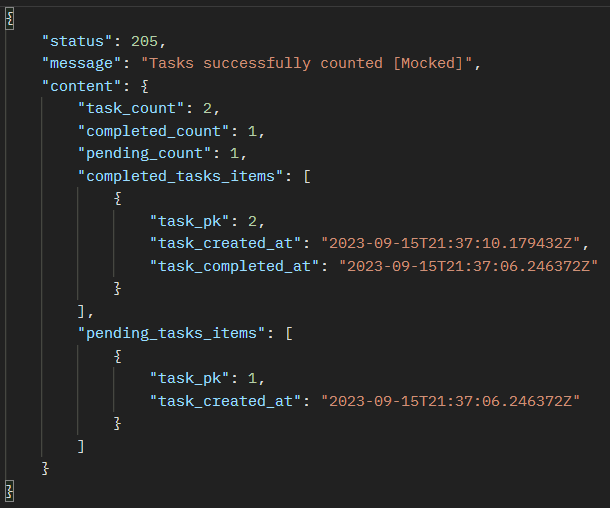 {
    "status": 205,
    "message": "Tasks successfully counted [Mocked]",
    "content": {
        "task_count": 2,
        "completed_count": 1,
        "pending_count": 1,
        "completed_tasks_items": [
            {
                "task_pk": 2,
                "task_created_at": "2023-09-15T21:37:10.179432Z",
                "task_completed_at": "2023-09-15T21:37:06.246372Z"
            }
        ],
        "pending_tasks_items": [
            {
                "task_pk": 1,
                "task_created_at": "2023-09-15T21:37:06.246372Z"
            }
        ]
    }
}